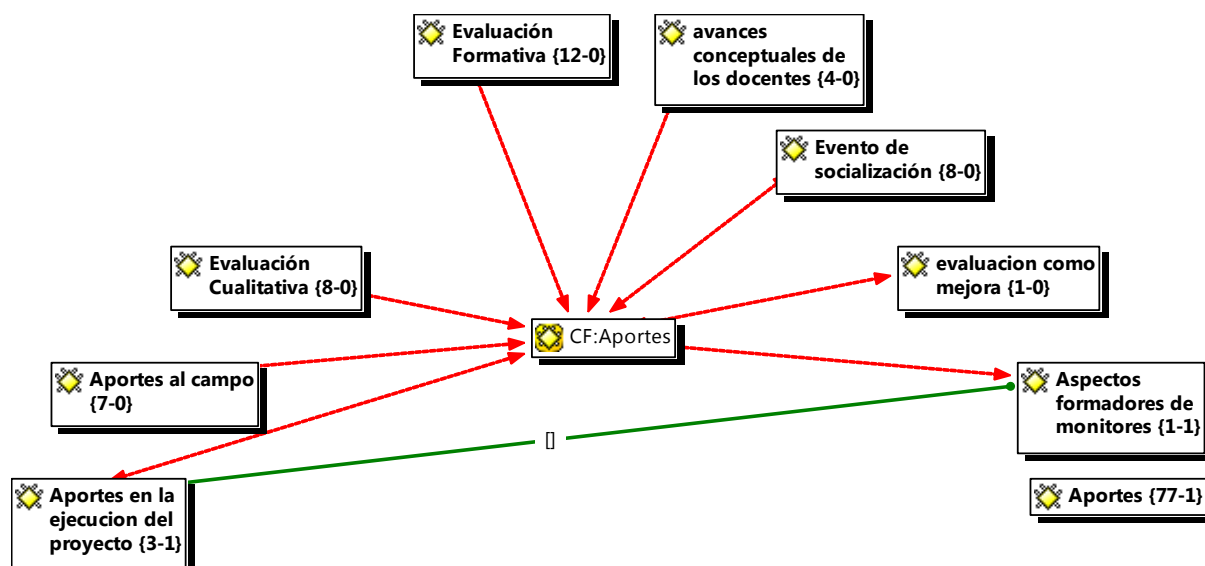 Evaluación
Formativa {12-0}
avances
conceptuales de
los docentes {4-0}
Evento de
socialización {8-0}
Evaluación
Cualitativa {8-0}
evaluacion como
mejora {1-0}
CF:Aportes
Aportes al campo
{7-0}
Aspectos
formadores de
monitores {1-1}
[]
Aportes en la
ejecucion del
proyecto {3-1}
Aportes {77-1}